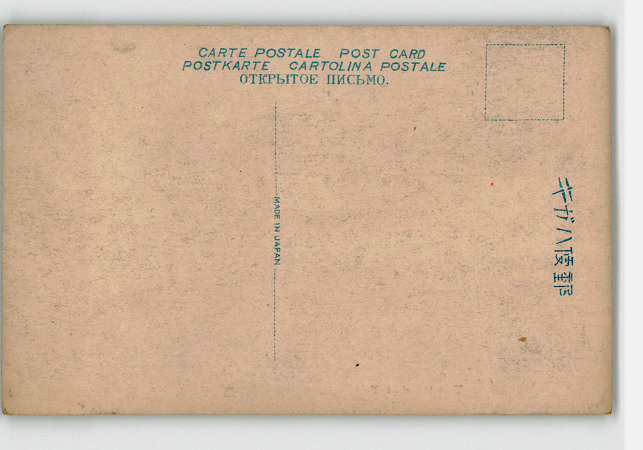 CARTE POSTALE POST CARD
POSTKARTE CARTOLINA POSTALE
ОТКРЫТОЕ ПИСЬМО.
MADE IN JAPAN
キガハ便郵